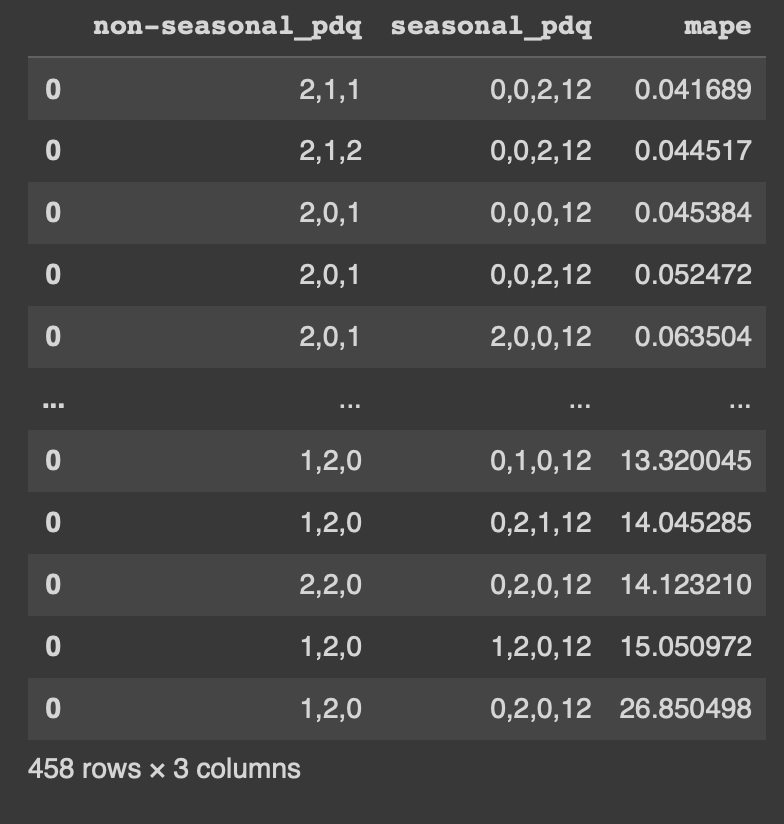 non-seasonal_pdq seasonal_pdq mape
0 2,1,1 0,0,2,12 0.041689
0 2,1,2 0,0,2,12 0.044517
0 2,0,1 0,0,0,12 0.045384
0 2,0,1 0,0,2,12 0.052472
0 2,0,1 2,0,0,12 0.063504
... ... ... ...
0 1,2,0 0,1,0,12 13.320045
0 1,2,0 0,2,1,12 14.045285
0 2,2,0 0,2,0,12 14.123210
0 1,2,0 1,2,0,12 15.050972
0 1,2,0 0,2,0,12 26.850498
458 rows × 3 columns